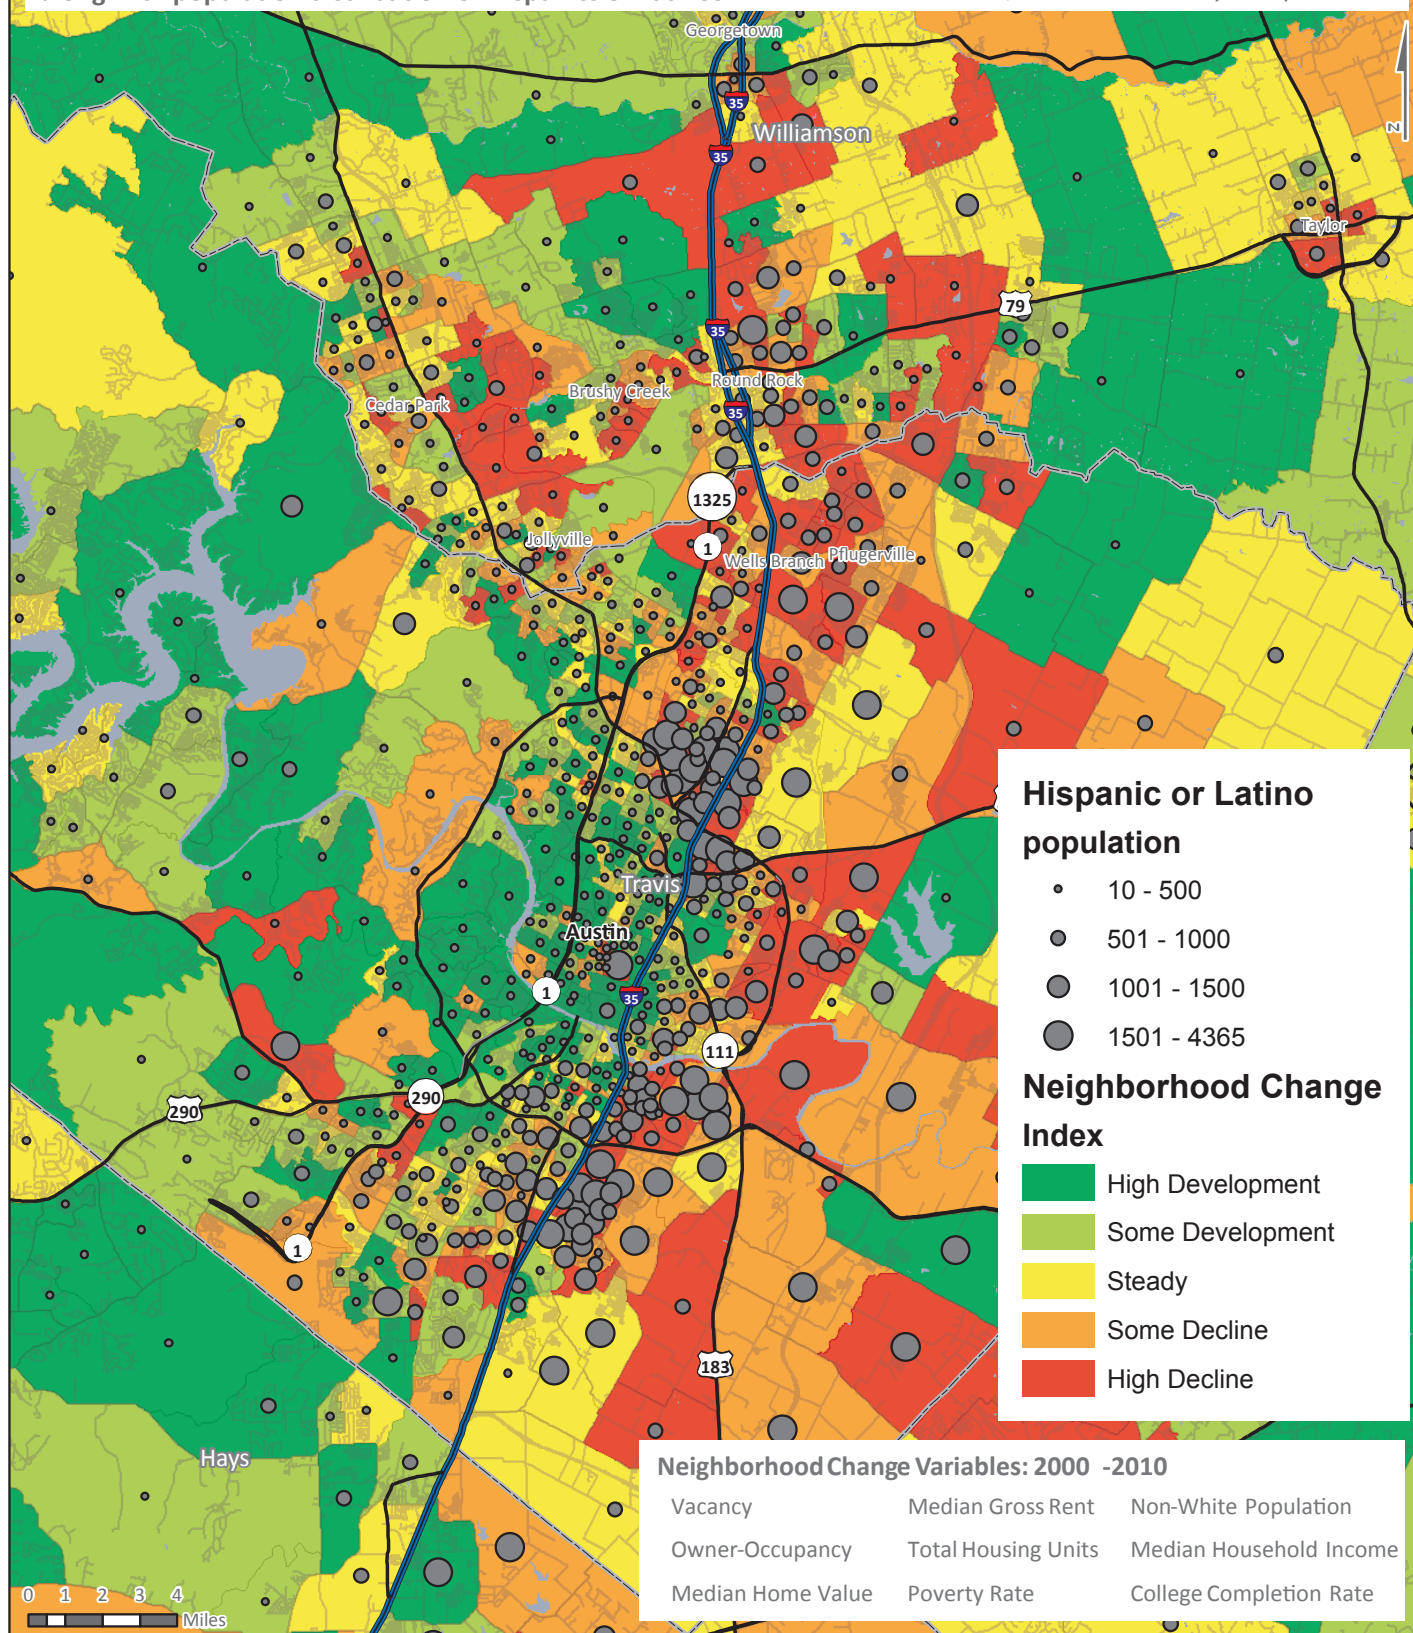 Georgetown
35
Williamson
35
Taylor
79
35
Round Rock
Brushy Creek
Cedar Park
35
1325
Jollyville
1
Wells Branch
Pflugerville
Travis
Austin
1
35
111
290
290
1
183
Hays
Z
Hispanic or Latino
population
10 - 500
501 - 1000
1001 - 1500
1501 - 4365
Neighborhood Change
Index
High Development
Some Development
Steady
Some Decline
High Decline
Neighborhood Change Variables: 2000 -2010
Vacancy Median Gross Rent Non-White Population
Owner-Occupancy Total Housing Units Median Household Income
Median Home Value Poverty Rate College Completion Rate
0 1 2 3 4
Miles